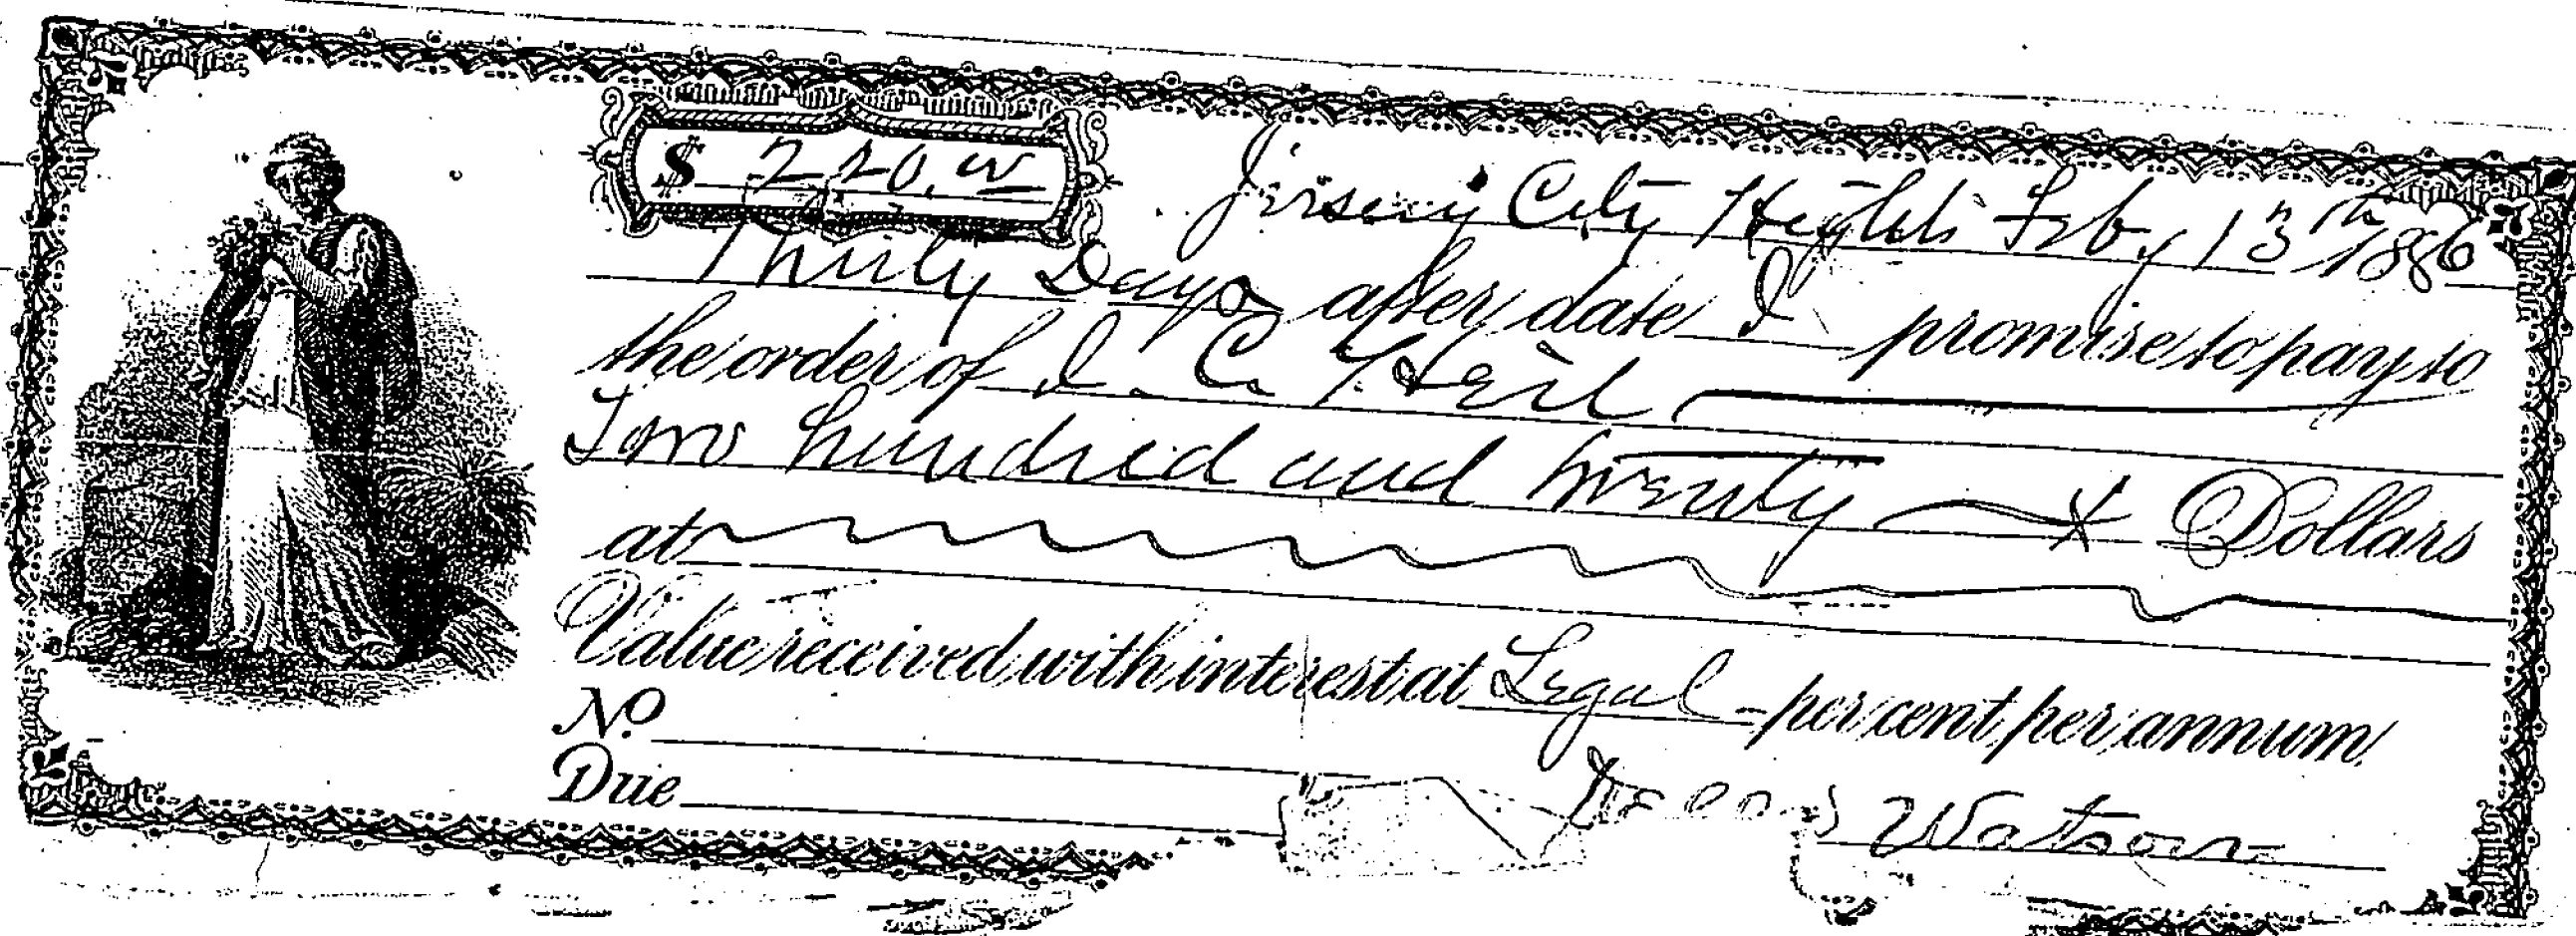 $ 220.00
Jersey City Heights Feby 13th 1886
Thirty Days after date I promise to pay to
the order of I. C. Heil
Two hundred and twenty Dollars
at
Value received with interest at Legal per cent per annum
No.
Due
Watson